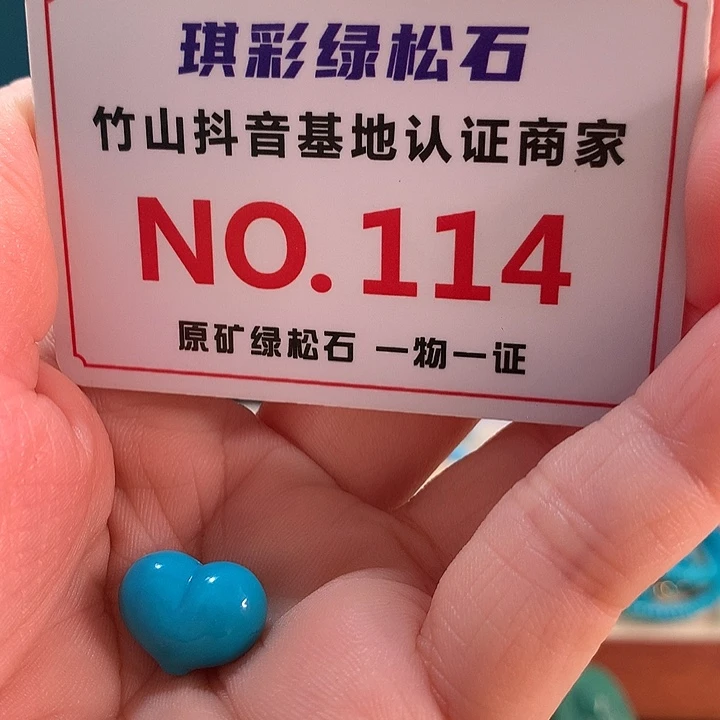 琪彩绿松石
竹山抖音基地认证商家
NO.114
原矿绿松石 一物一证